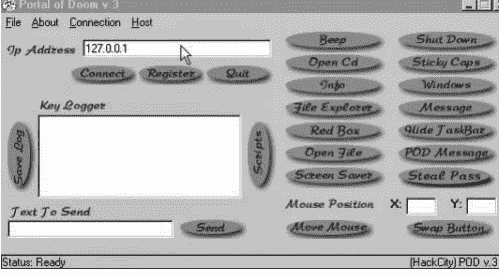 Portal of Doom v.3
File About Connection Host
Ip Address 127.0.0.1
Connect Register Quit
Key Logger
Save Log
Scripts
Text To Send
Send
Beep Shut Down
Open Cd Sticky Caps
Info Windows
File Explorer Message
Red Box Hide TaskBar
Open File POD Message
Screen Saver Steal Pass
Mouse Position X: Y:
Move Mouse Swap Button
Status: Ready [HackCity] POD v.3